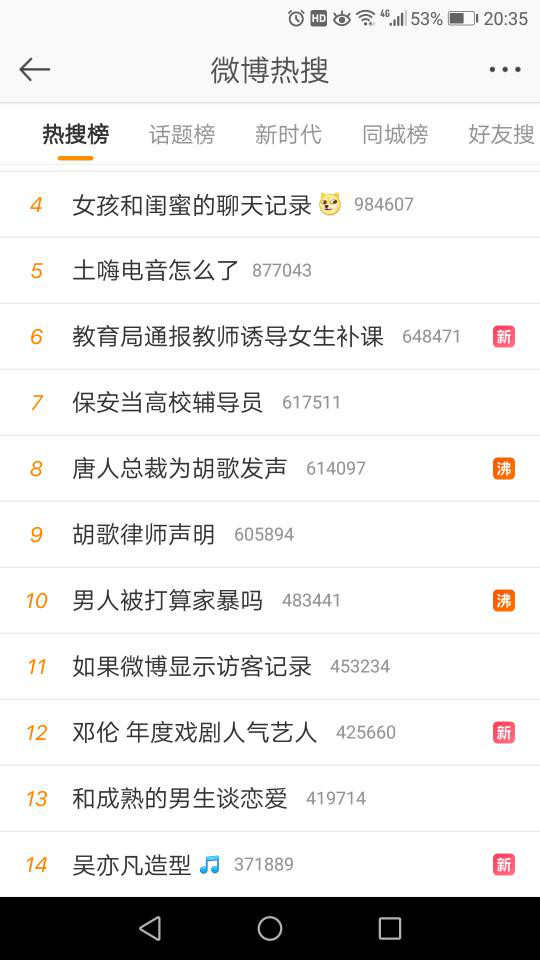 HD 4G 53% 20:35
微博热搜
热搜榜 话题榜 新时代 同城榜 好友搜
4 女孩和闺蜜的聊天记录 984607
5 土嗨电音怎么了 877043
6 教育局通报教师诱导女生补课 648471 新
7 保安当高校辅导员 617511
8 唐人总裁为胡歌发声 614097 沸
9 胡歌律师声明 605894
10 男人被打算家暴吗 483441 沸
11 如果微博显示访客记录 453234
12 邓伦 年度戏剧人气艺人 425660 新
13 和成熟的男生谈恋爱 419714
14 吴亦凡造型 371889 新